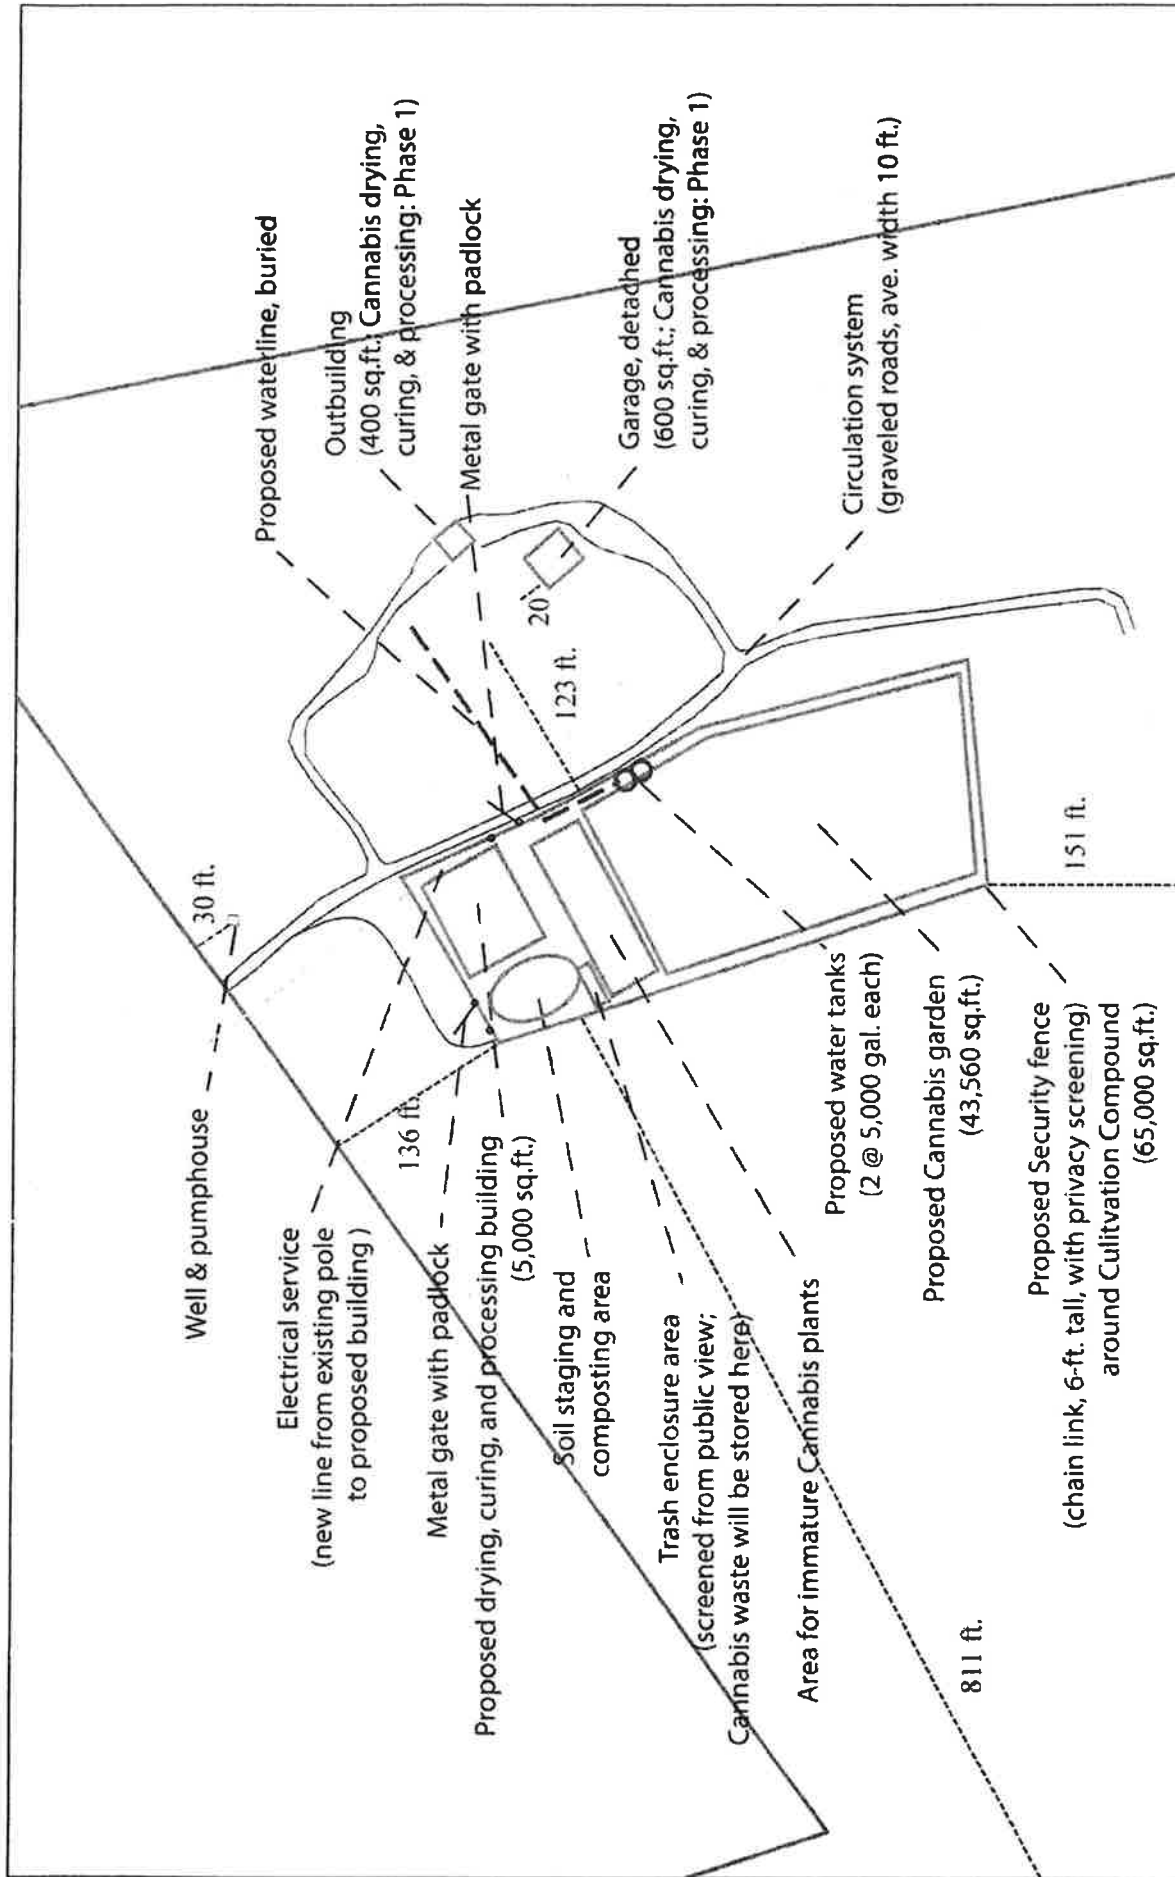 Well & pumphouse
30 ft.
Electrical service
(new line from existing pole
to proposed building )
136 ft.
Metal gate with padlock
Proposed drying, curing, and processing building
(5,000 sq.ft.)
Soil staging and
composting area
Trash enclosure area
(screened from public view;
Cannabis waste will be stored here)
Area for immature Cannabis plants
811 ft.
Proposed waterline, buried
Outbuilding
(400 sq.ft.; Cannabis drying,
curing, & processing: Phase 1)
Metal gate with padlock
20
123 ft.
Garage, detached
(600 sq.ft.; Cannabis drying,
curing, & processing: Phase 1)
Circulation system
(graveled roads, ave. width 10 ft.)
Proposed water tanks
(2 @ 5,000 gal. each)
Proposed Cannabis garden
(43,560 sq.ft.)
Proposed Security fence
(chain link, 6-ft. tall, with privacy screening)
around Culitvation Compound
(65,000 sq.ft.)
151 ft.